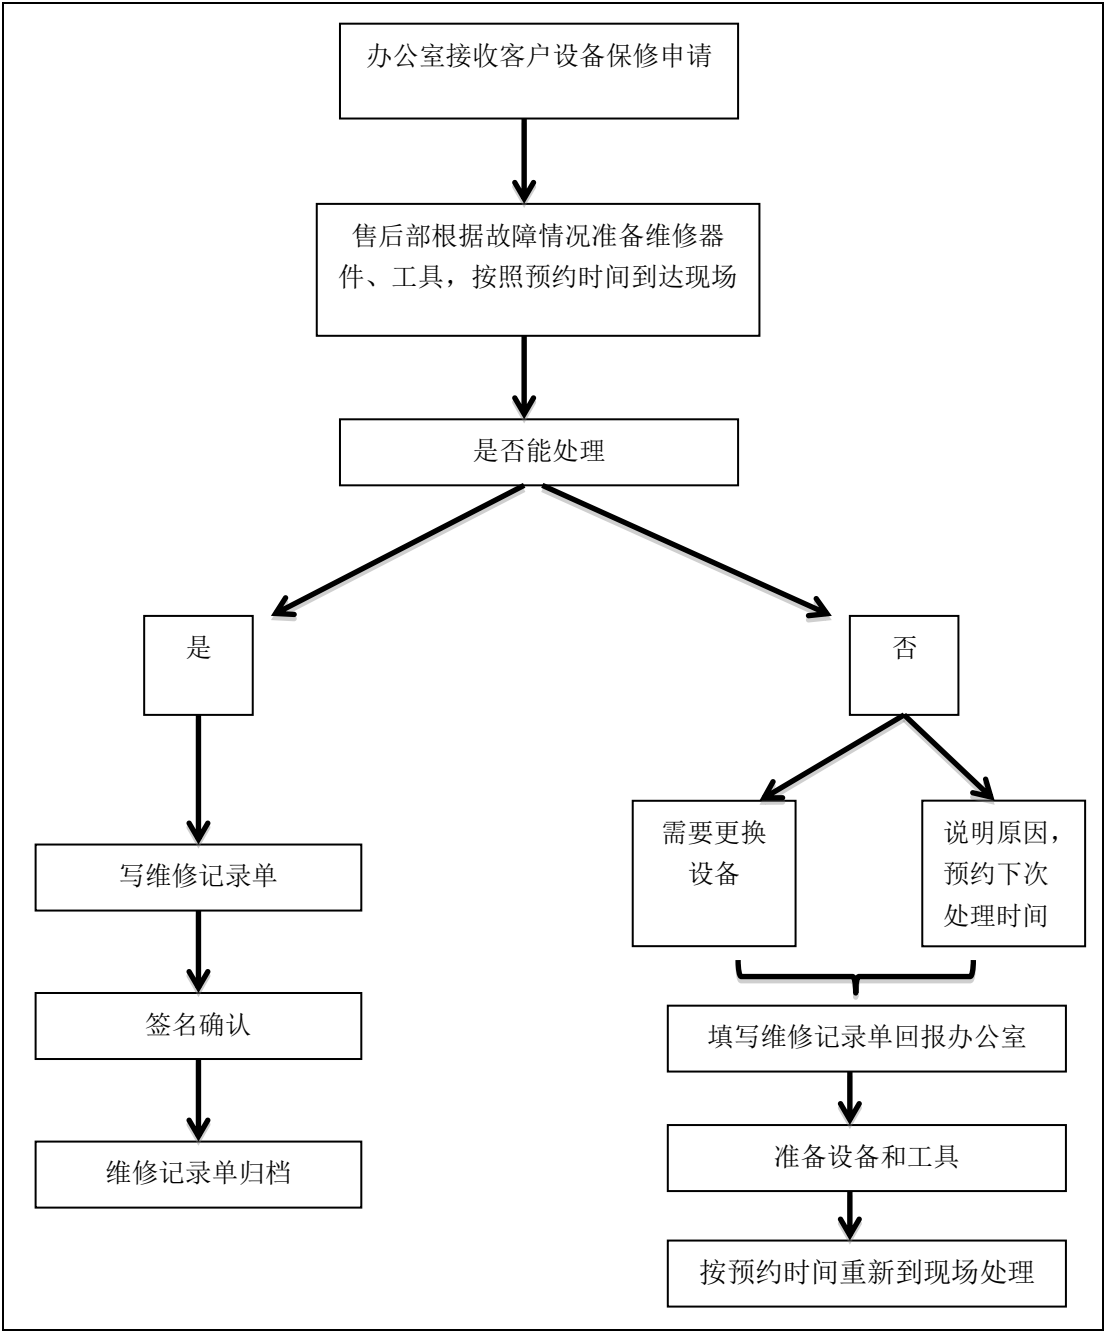 办公室接收客户设备保修申请
售后部根据故障情况准备维修器
件、工具，按照预约时间到达现场
是否能处理
是
否
写维修记录单
签名确认
维修记录单归档
需要更换
设备
说明原因，
预约下次
处理时间
填写维修记录单回报办公室
准备设备和工具
按预约时间重新到现场处理